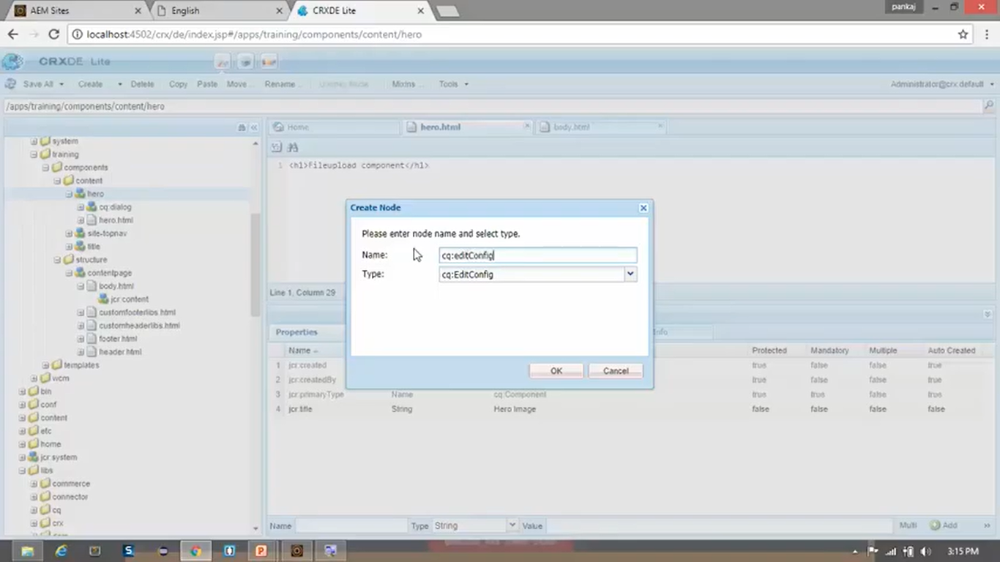 AEM Sites
English
CRXDE Lite
pankaj
localhost:4502/crx/de/index.jsp#/apps/training/components/content/hero
CRXDE Lite
Save All Create Delete Copy Paste Move... Rename... Mixins... Tools Administrator@crx.default
/apps/training/components/content/hero
Home
hero.html
body.html
system
training
components
content
hero
cq:dialog
hero.html
site-topnav
title
structure
contentpage
body.html
jcr:content
customfooterlibs.html
customheaderlibs.html
footer.html
header.html
templates
wcm
bin
conf
content
etc
home
jcr:system
libs
commerce
connector
cq
crx
1 <h1>Fileupload component</h1>
Create Node
Please enter node name and select type.
Name: cq:editConfig
Type: cq:EditConfig
OK Cancel
Line 1, Column 29
Properties
Info
Name Protected Mandatory Multiple Auto Created
1 jcr:created true false false true
2 jcr:createdBy true false false true
3 jcr:primaryType Name cq:Component true true false true
4 jcr:title String Hero Image false false false false
Name Type String Value Multi Add
3:15 PM